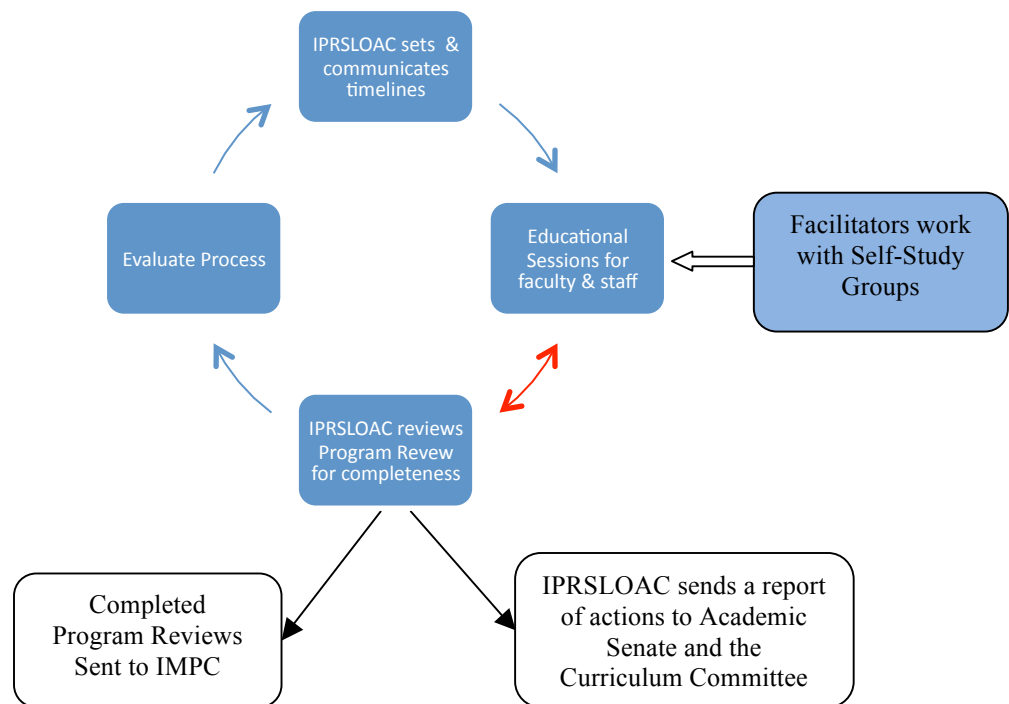 IPRSLOAC sets  &
communicates
timelines
Evaluate Process
Educational
Sessions for
faculty & staff
Facilitators work
with Self-Study
Groups
IPRSLOAC reviews
Program Revew
for completeness
Completed
Program Reviews
Sent to IMPC
IPRSLOAC sends a report
of actions to Academic
Senate and the
Curriculum Committee